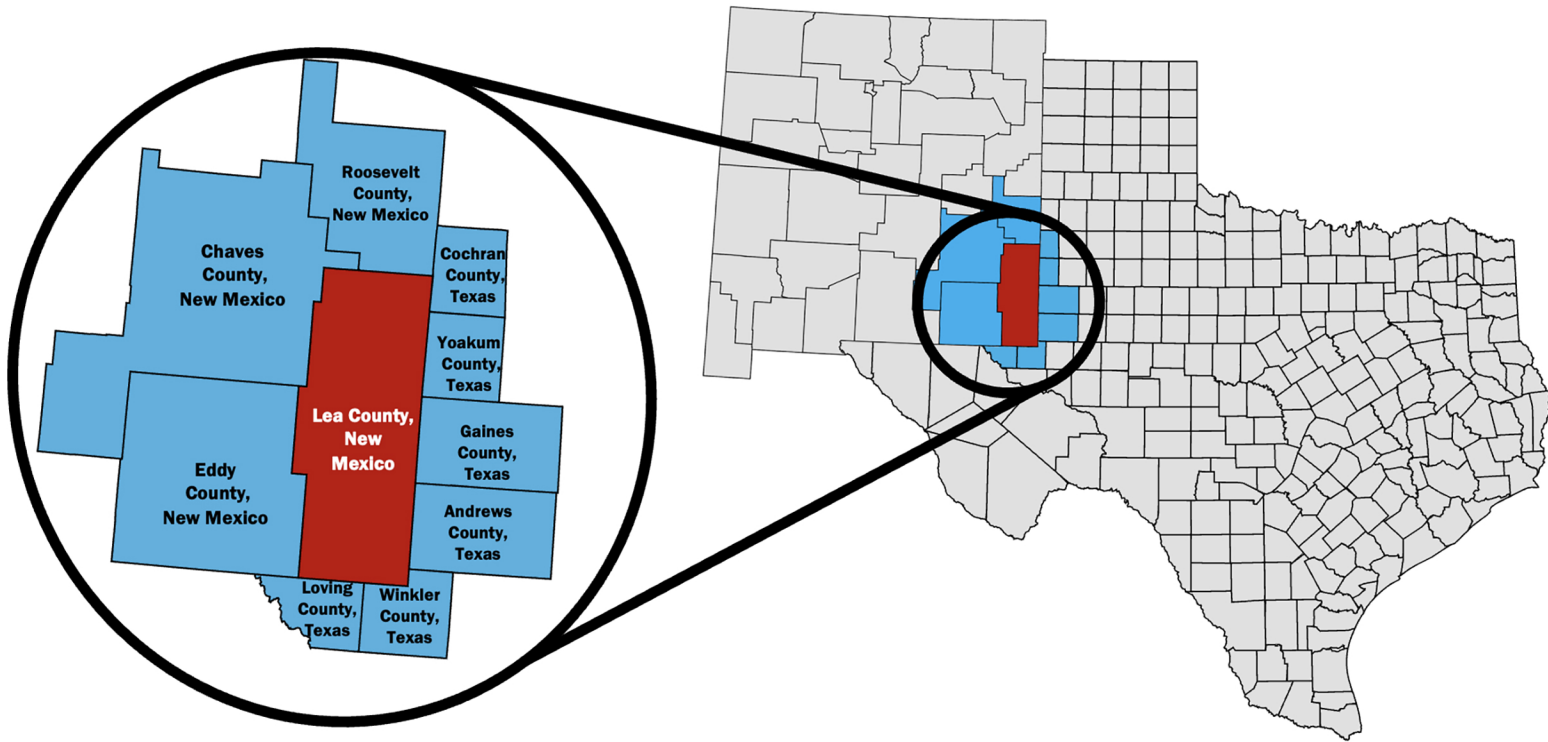 Roosevelt
County,
New Mexico
Chaves
County,
New Mexico
Cochran
County,
Texas
Yoakum
County,
Texas
Lea County,
New
Mexico
Gaines
County,
Texas
Eddy
County,
New Mexico
Andrews
County,
Texas
Loving
County,
Texas
Winkler
County,
Texas